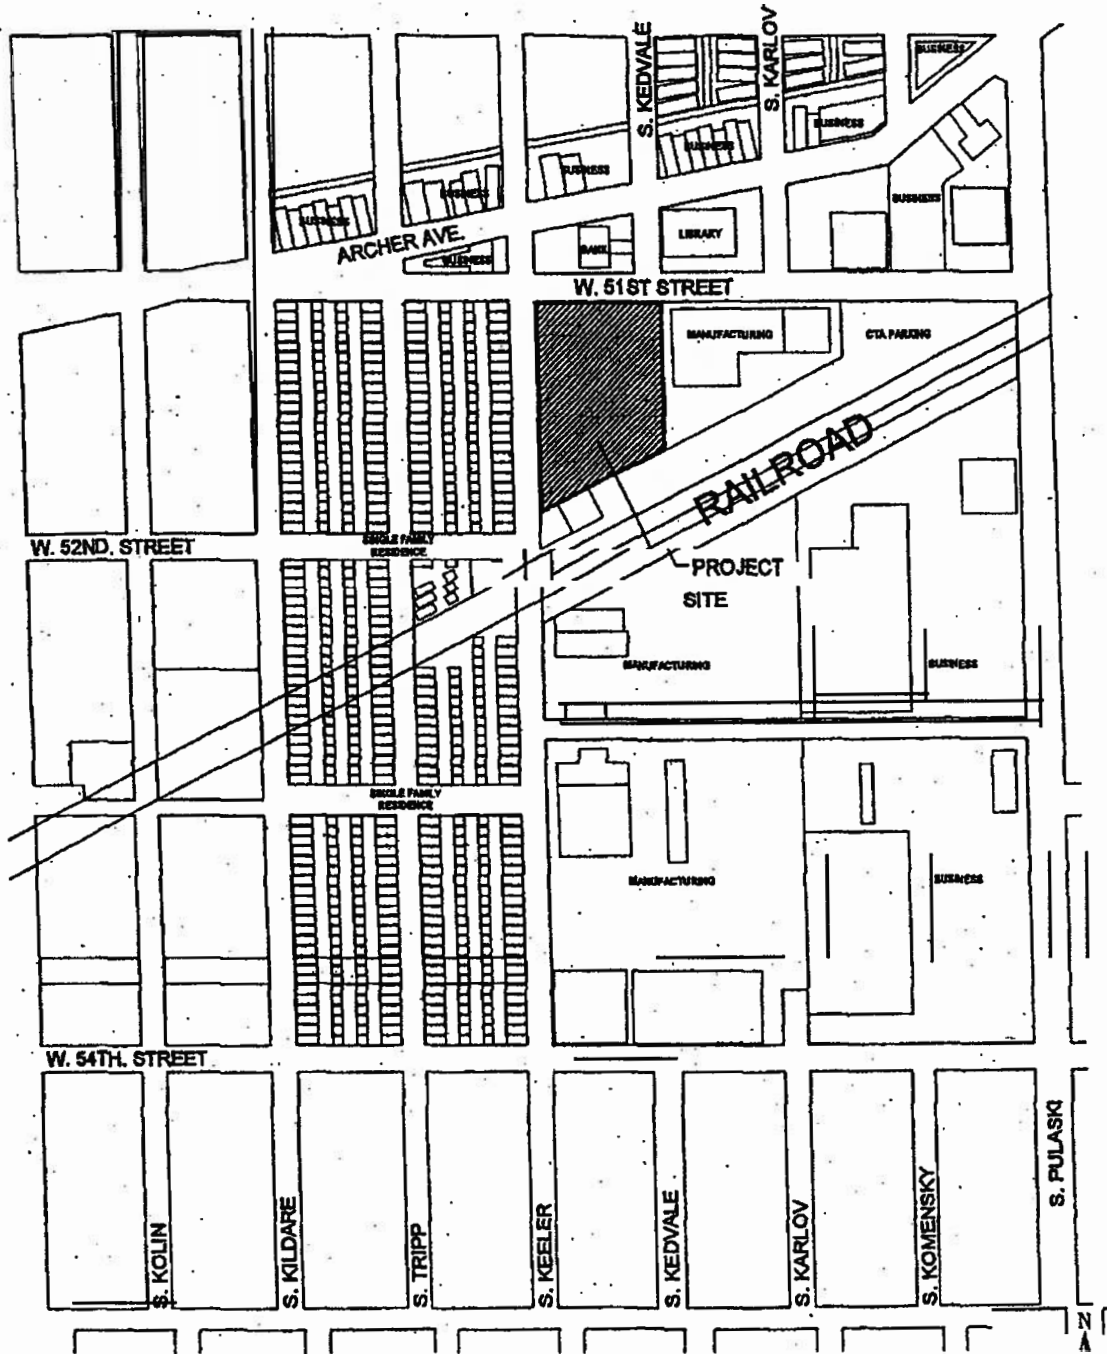 S. KEDVALE
S. KARLOV
BUSINESS
BUSINESS
BUSINESS
BUSINESS
BUSINESS
BUSINESS
BUSINESS
ARCHER AVE.
BUSINESS
BANK
LIBRARY
W. 51ST STREET
MANUFACTURING
CTA PARKING
RAILROAD
W. 52ND. STREET
SINGLE FAMILY
RESIDENCE
PROJECT
SITE
MANUFACTURING
BUSINESS
SINGLE FAMILY
RESIDENCE
MANUFACTURING
BUSINESS
W. 54TH. STREET
S. KOLIN
S. KILDARE
S. TRIPP
S. KEELER
S. KEDVALE
S. KARLOV
S. KOMENSKY
S. PULASKI
N